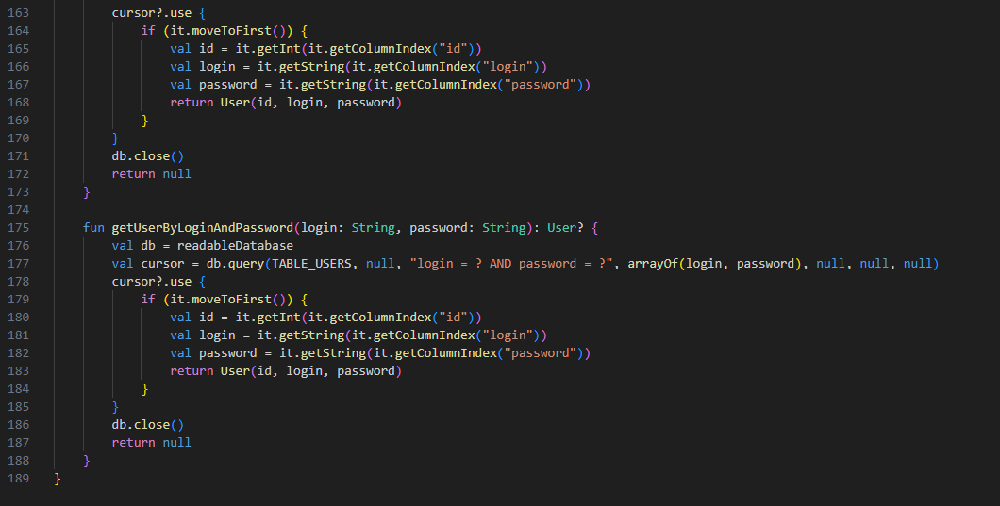 163 cursor?.use {
164 if (it.moveToFirst()) {
165 val id = it.getInt(it.getColumnIndex("id"))
166 val login = it.getString(it.getColumnIndex("login"))
167 val password = it.getString(it.getColumnIndex("password"))
168 return User(id, login, password)
169 }
170 }
171 db.close()
172 return null
173 }
174
175 fun getUserByLoginAndPassword(login: String, password: String): User? {
176 val db = readableDatabase
177 val cursor = db.query(TABLE_USERS, null, "login = ? AND password = ?", arrayOf(login, password), null, null, null)
178 cursor?.use {
179 if (it.moveToFirst()) {
180 val id = it.getInt(it.getColumnIndex("id"))
181 val login = it.getString(it.getColumnIndex("login"))
182 val password = it.getString(it.getColumnIndex("password"))
183 return User(id, login, password)
184 }
185 }
186 db.close()
187 return null
188 }
189 }